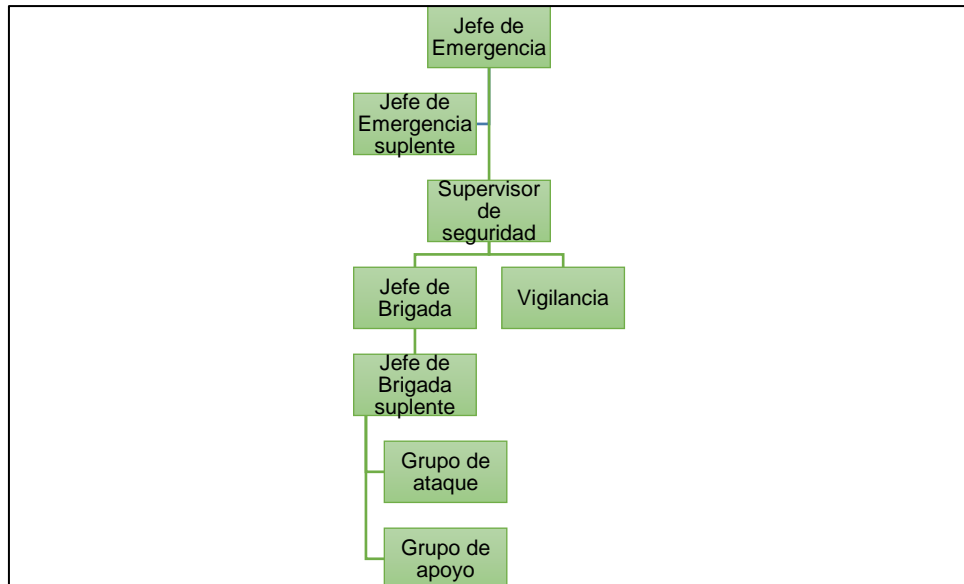 Jefe de
Emergencia
Jefe de
Emergencia
suplente
Supervisor
de
seguridad
Jefe de
Brigada
Vigilancia
Jefe de
Brigada
suplente
Grupo de
ataque
Grupo de
apoyo